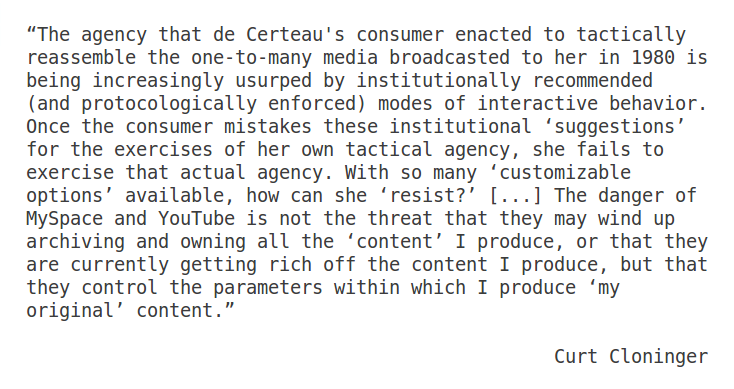 “The agency that de Certeau's consumer enacted to tactically
reassemble the one-to-many media broadcasted to her in 1980 is
being increasingly usurped by institutionally recommended
(and protocologically enforced) modes of interactive behavior.
Once the consumer mistakes these institutional ‘suggestions’
for the exercises of her own tactical agency, she fails to
exercise that actual agency. With so many ‘customizable
options’ available, how can she ‘resist?’ [...] The danger of
MySpace and YouTube is not the threat that they may wind up
archiving and owning all the ‘content’ I produce, or that they
are currently getting rich off the content I produce, but that
they control the parameters within which I produce ‘my
original’ content.”
Curt Cloninger